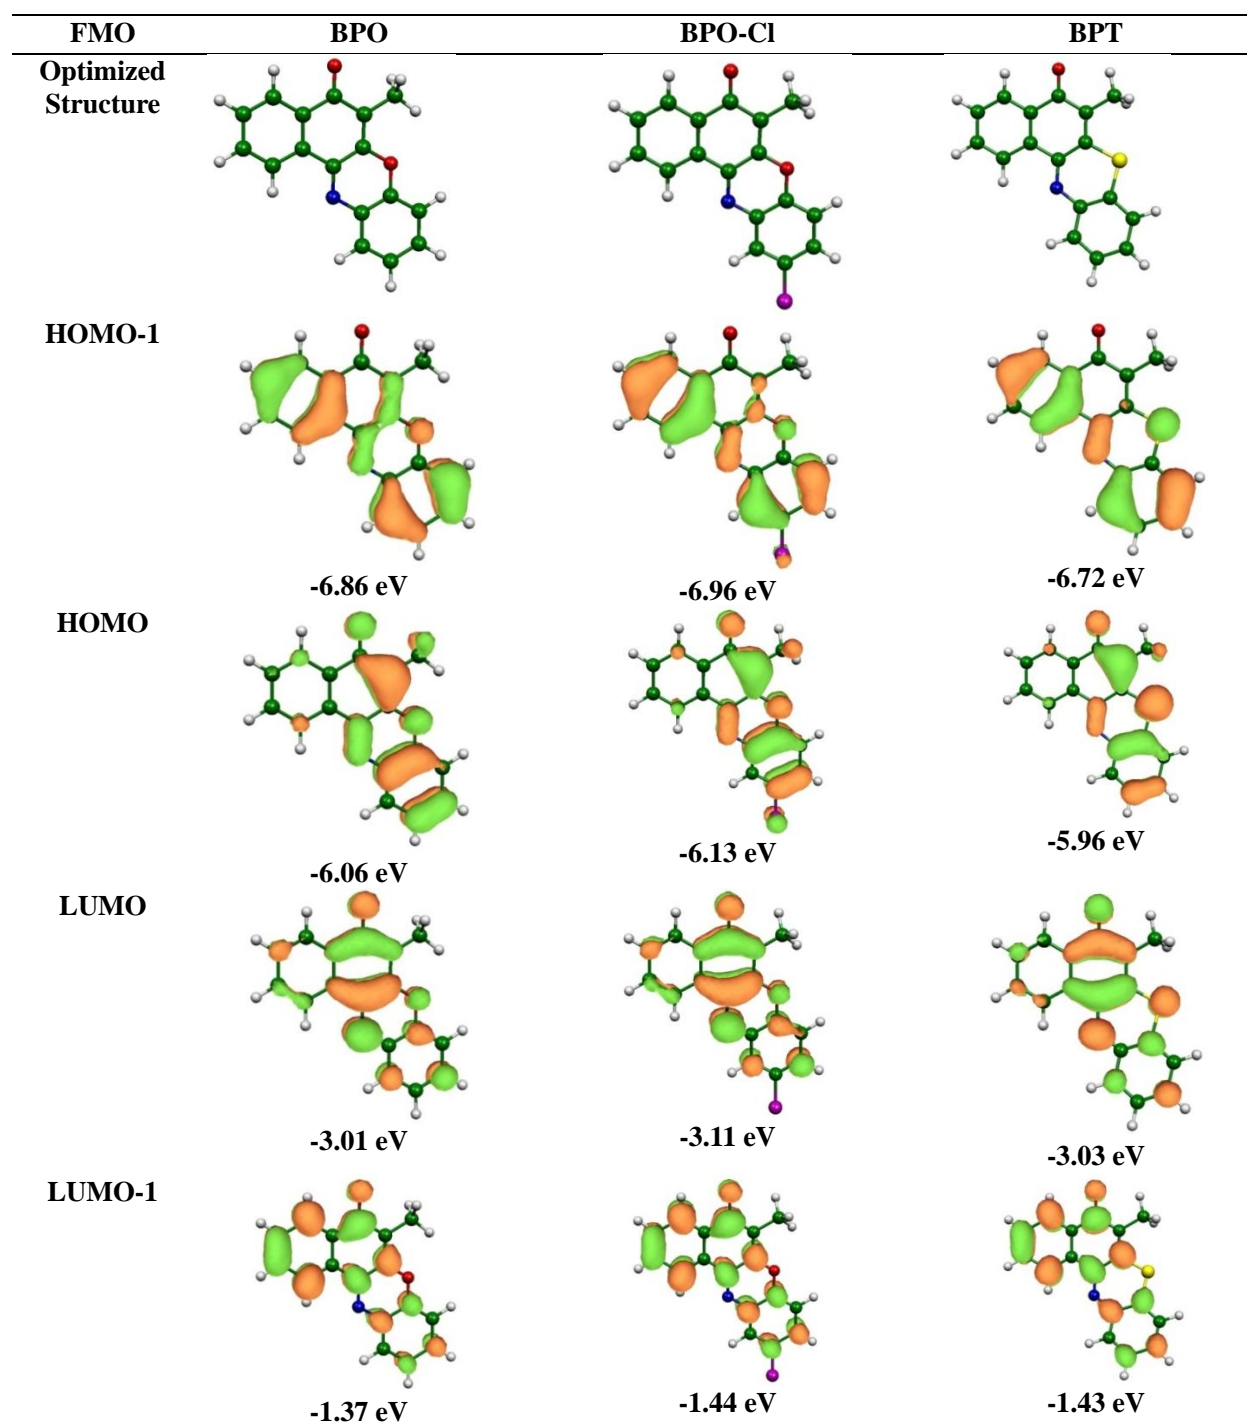 FMO BPO BPO-Cl BPT
Optimized
Structure
HOMO-1
-6.86 eV -6.96 eV -6.72 eV
HOMO
-6.06 eV -6.13 eV -5.96 eV
LUMO
-3.01 eV -3.11 eV -3.03 eV
LUMO-1
-1.37 eV -1.44 eV -1.43 eV